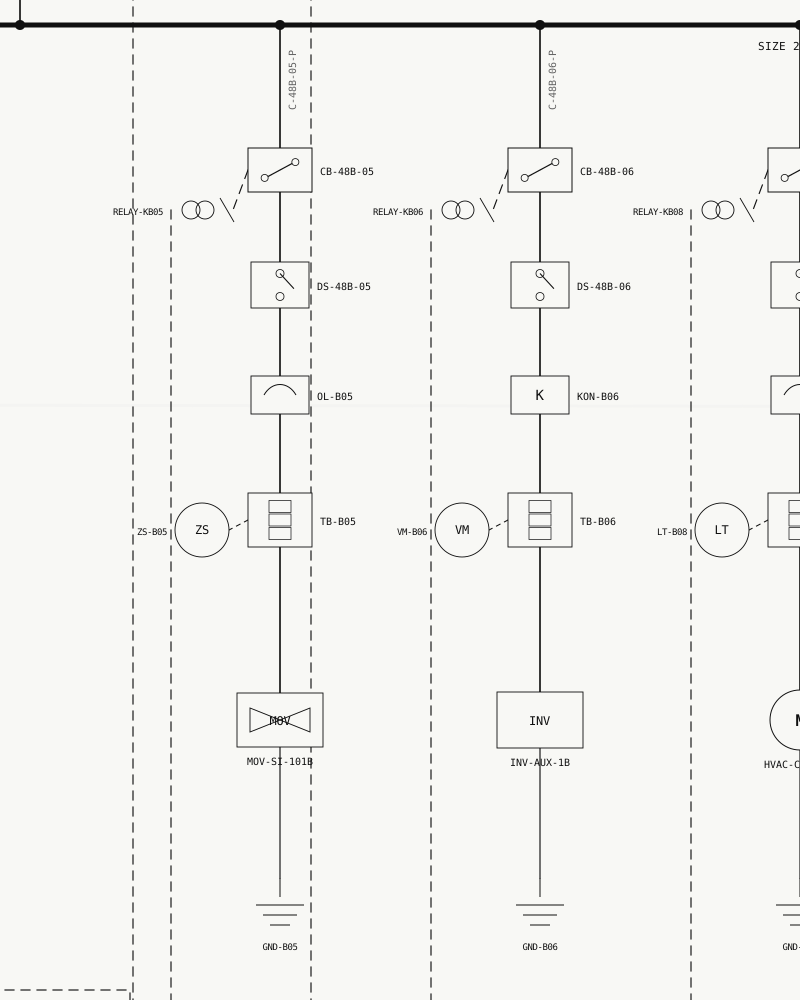 SIZE 2
C-48B-05-P
C-48B-06-P
CB-48B-05
CB-48B-06
RELAY-KB05
RELAY-KB06
RELAY-KB08
DS-48B-05
DS-48B-06
OL-B05
K
KON-B06
ZS-B05
ZS
TB-B05
VM-B06
VM
TB-B06
LT-B08
LT
MOV
INV
MOV-SI-101B
INV-AUX-1B
HVAC-C
GND-B05
GND-B06
GND-